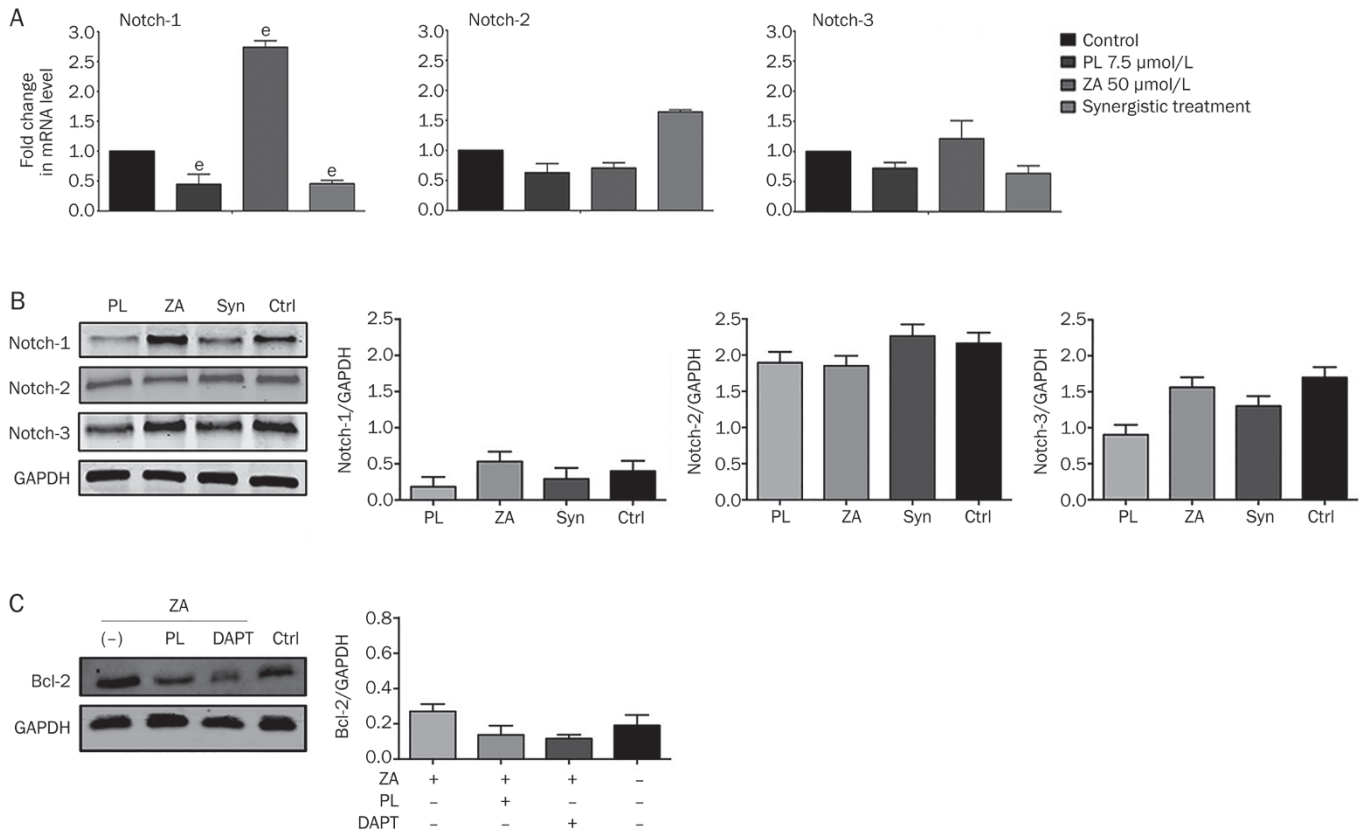 A
Notch-1
Notch-2
Notch-3
Fold change
in mRNA level
3.0
2.5
2.0
1.5
1.0
0.5
0.0
e
e
e
3.0
2.5
2.0
1.5
1.0
0.5
0.0
3.0
2.5
2.0
1.5
1.0
0.5
0.0
Control
PL 7.5 μmol/L
ZA 50 μmol/L
Synergistic treatment
B
PL ZA Syn Ctrl
Notch-1
Notch-2
Notch-3
GAPDH
Notch-1/GAPDH
2.5
2.0
1.5
1.0
0.5
0.0
PL ZA Syn Ctrl
Notch-2/GAPDH
2.5
2.0
1.5
1.0
0.5
0.0
PL ZA Syn Ctrl
Notch-3/GAPDH
2.5
2.0
1.5
1.0
0.5
0.0
PL ZA Syn Ctrl
C
ZA
(–) PL DAPT Ctrl
Bcl-2
GAPDH
Bcl-2/GAPDH
0.8
0.6
0.4
0.2
0.0
ZA + + + –
PL – + – –
DAPT – – + –